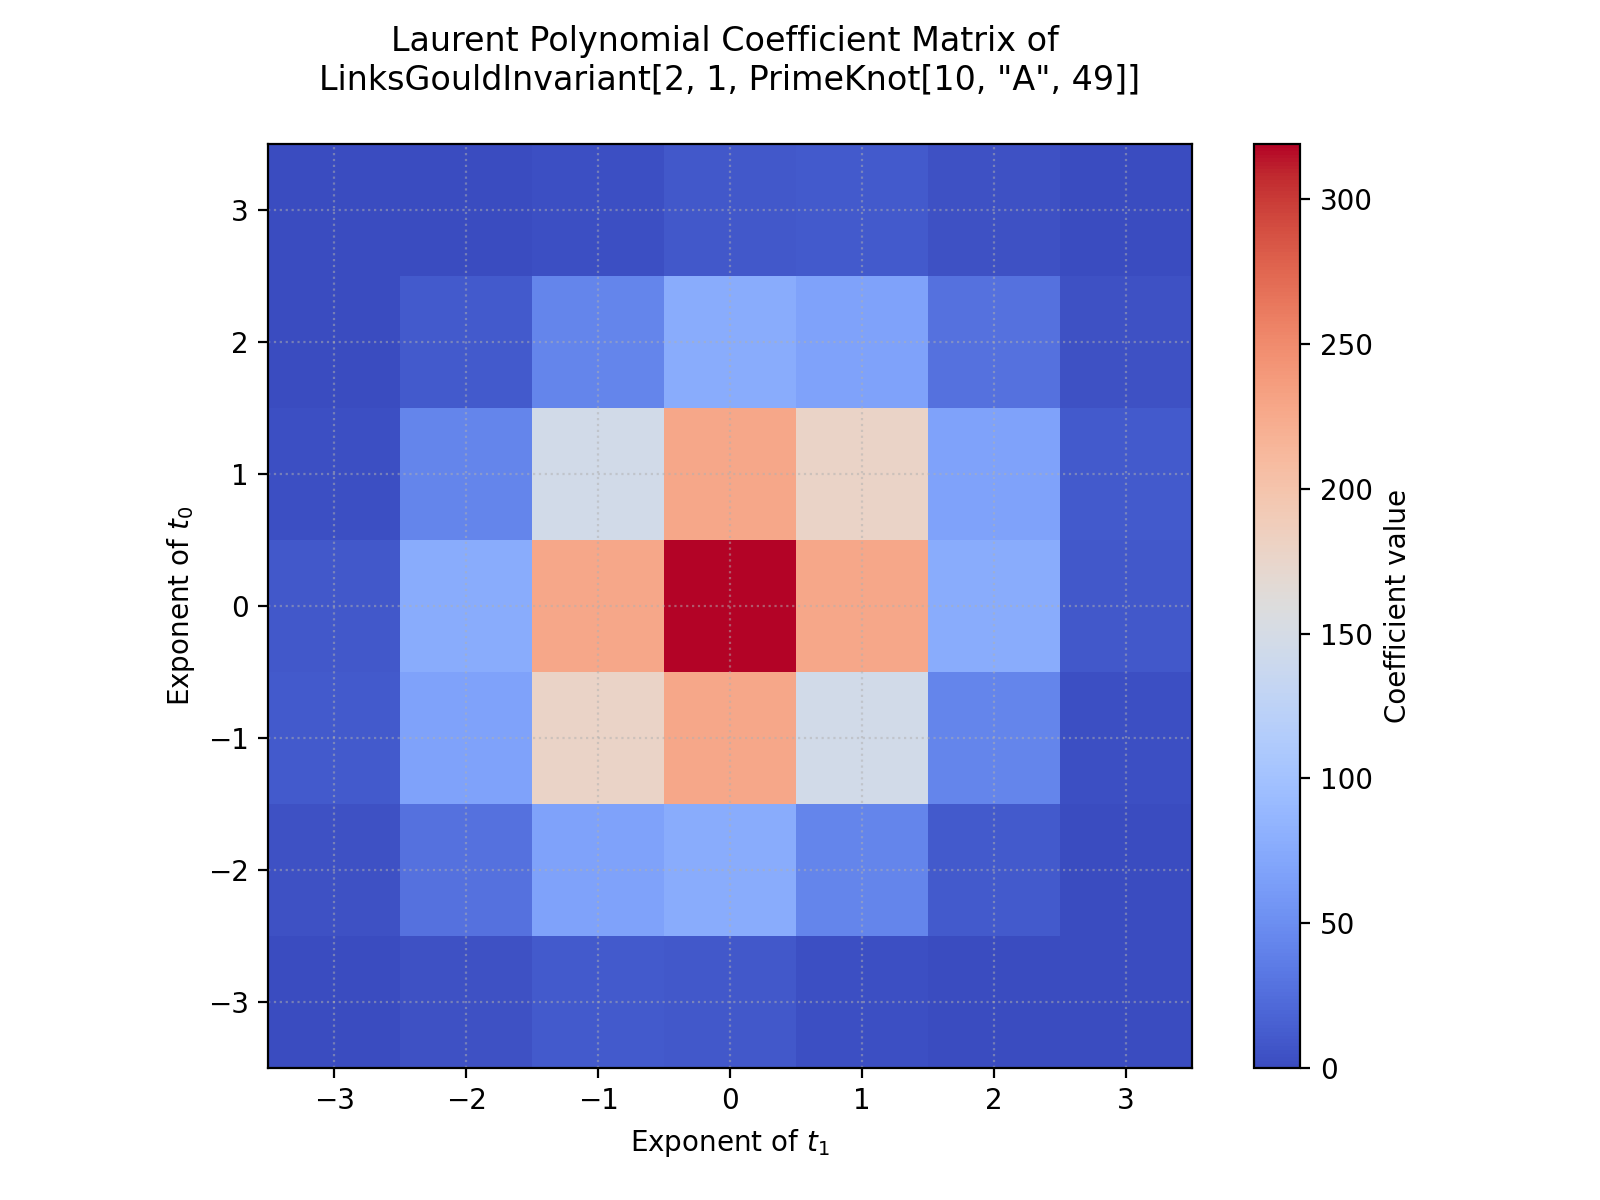 Laurent Polynomial Coefficient Matrix of
LinksGouldInvariant[2, 1, PrimeKnot[10, "A", 49]]
3
2
1
0
−1
−2
−3
Exponent of t₀
−3 −2 −1 0 1 2 3
Exponent of t₁
300
250
200
150
100
50
0
Coefficient value